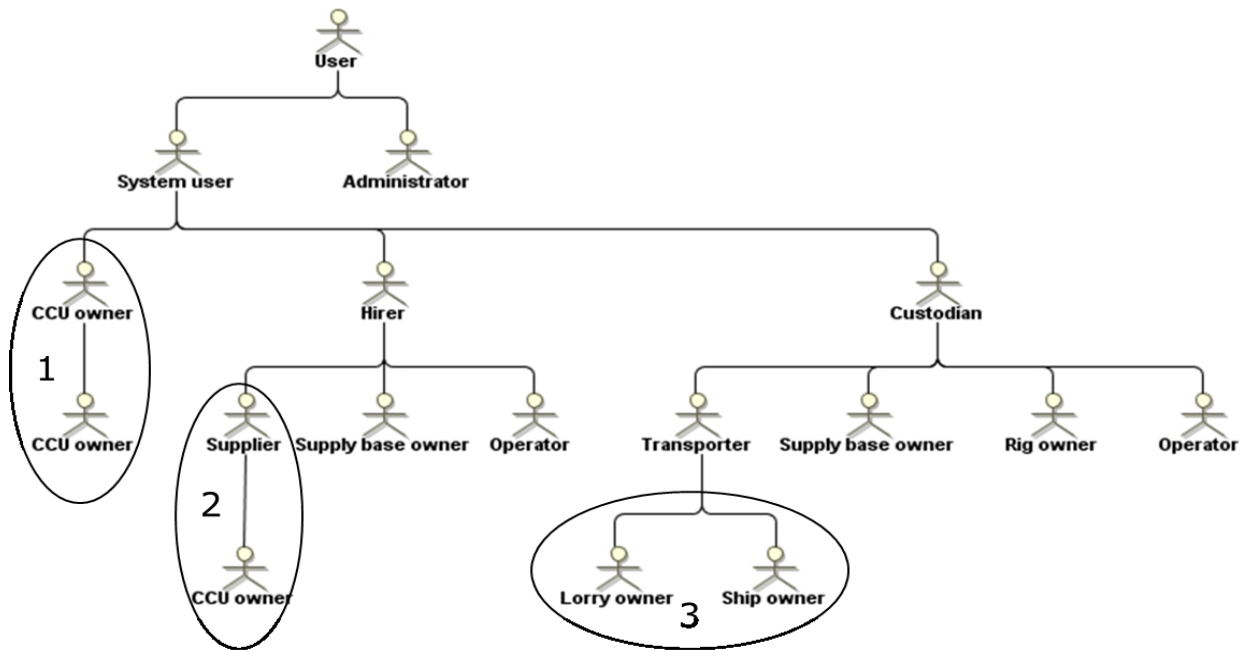 User
System user Administrator
CCU owner Hirer Custodian
1
CCU owner Supplier Supply base owner Operator Transporter Supply base owner Rig owner Operator
2
CCU owner Lorry owner Ship owner
3